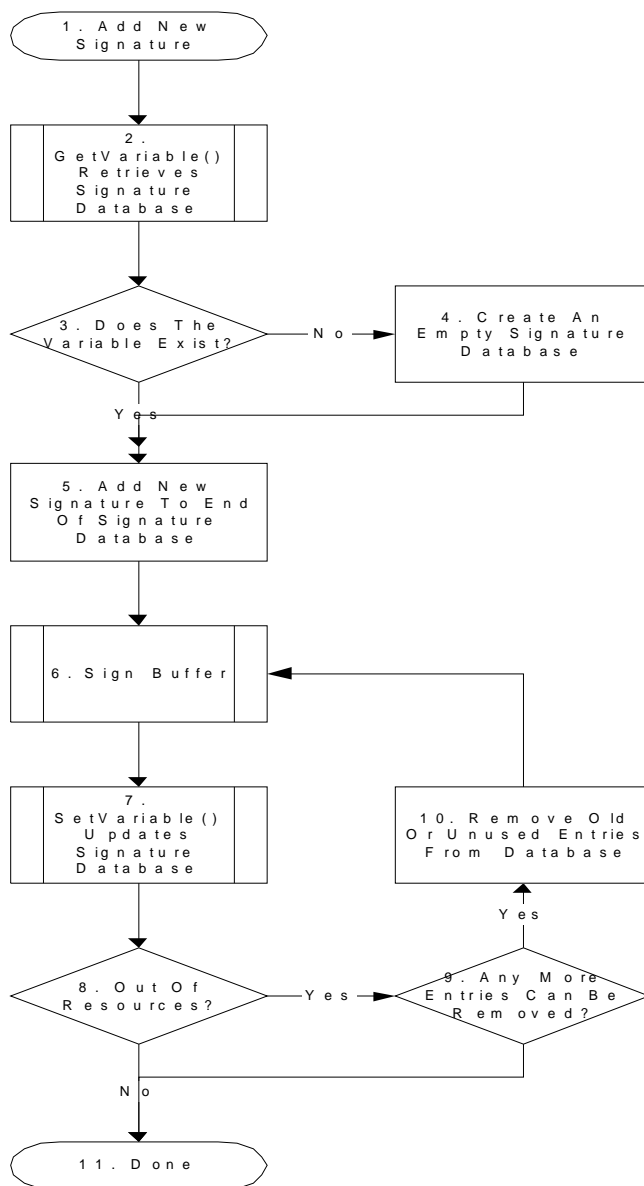 1. Add New
Signature
2.
GetVariable()
Retrieves
Signature
Database
3. Does The
Variable Exist?
No
4. Create An
Empty Signature
Database
Yes
5. Add New
Signature To End
Of Signature
Database
6. Sign Buffer
7.
SetVariable()
Updates
Signature
Database
10. Remove Old
Or Unused Entries
From Database
Yes
8. Out Of
Resources?
Yes
9. Any More
Entries Can Be
Removed?
No
11. Done